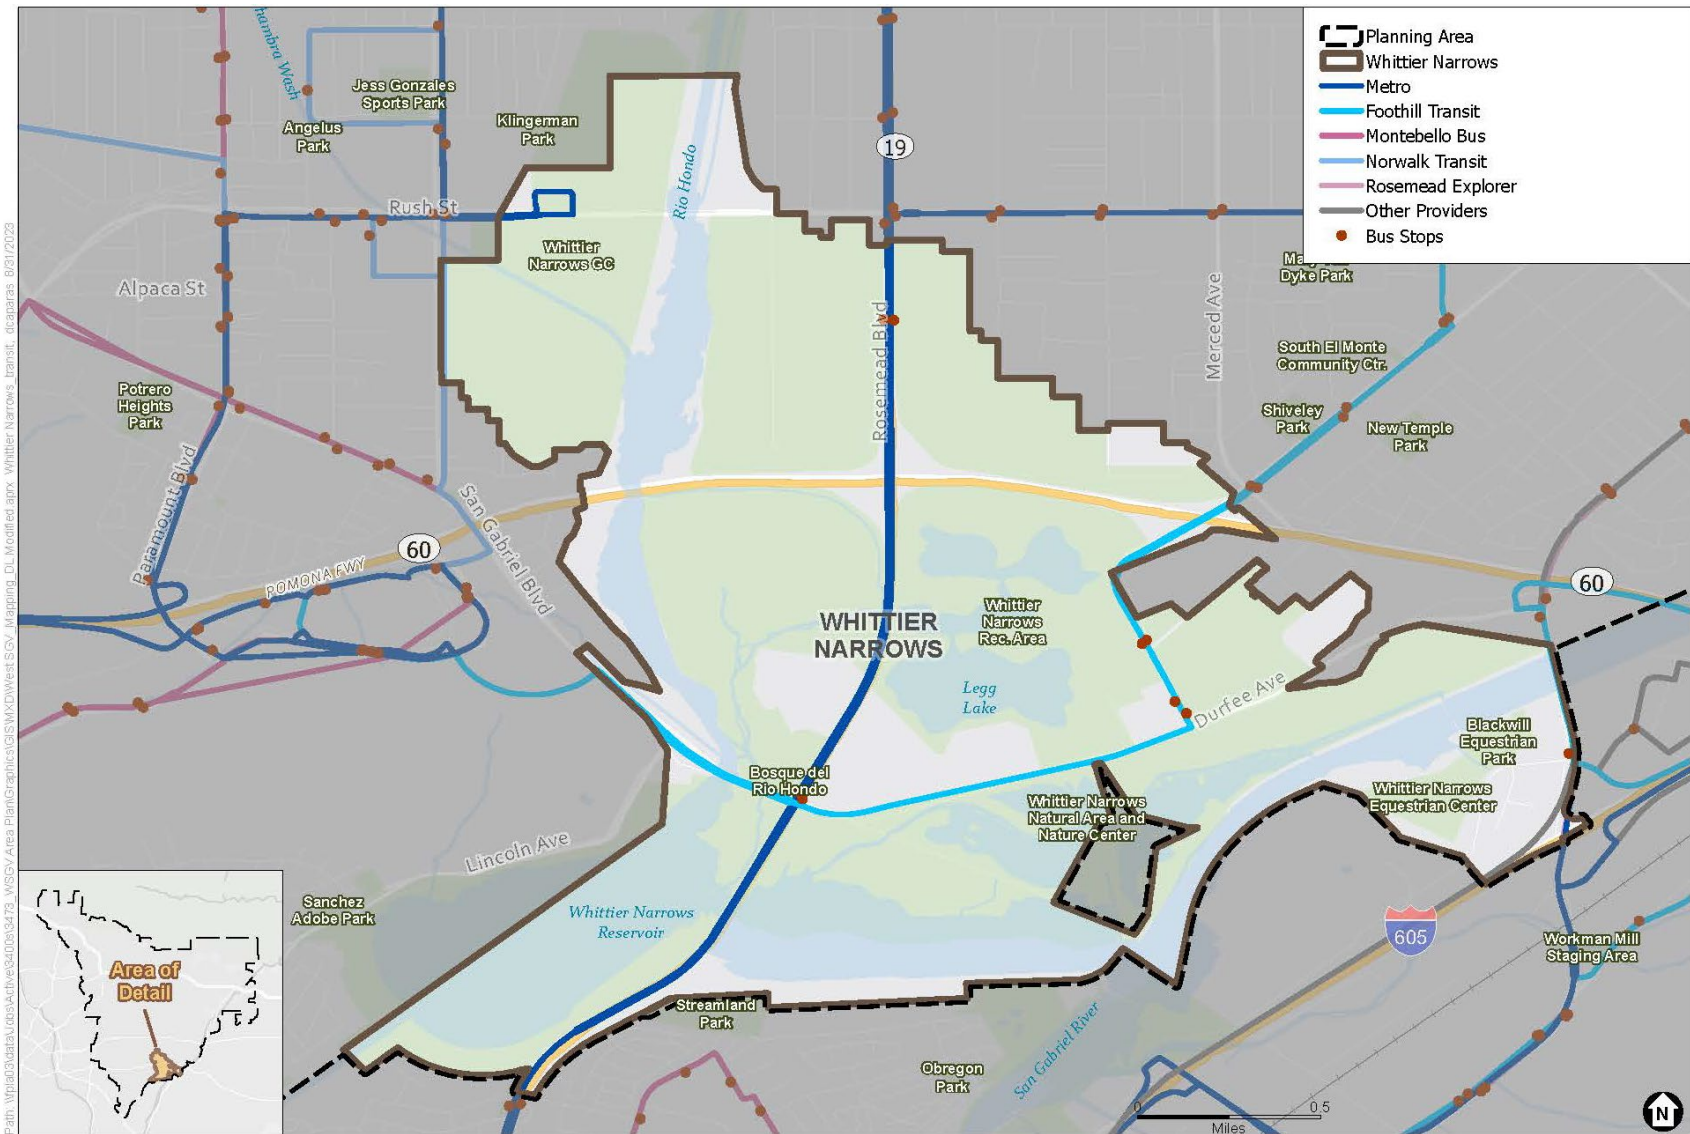 Planning Area
Whittier Narrows
Metro
Foothill Transit
Montebello Bus
Norwalk Transit
Rosemead Explorer
Other Providers
Bus Stops
hambra Wash
Jess Gonzales
Sports Park
Angelus
Park
Klingerman
Park
19
Rio Hondo
Rush St
Whittier
Narrows GC
Alpaca St
Dyke Park
Merced Ave
Rosemead Blvd
South El Monte
Community Ctr.
Potrero
Heights
Park
Shiveley
Park
New Temple
Park
Paramount Blvd
San Gabriel Blvd
60
POMONA FWY
60
WHITTIER
NARROWS
Whittier
Narrows
Rec. Area
Legg
Lake
Durfee Ave
Blackwill
Equestrian
Park
Bosque del
Rio Hondo
Whittier Narrows
Natural Area and
Nature Center
Whittier Narrows
Equestrian Center
Lincoln Ave
Sanchez
Adobe Park
Whittier Narrows
Reservoir
605
Workman Mill
Staging Area
Streamland
Park
Obregon
Park
San Gabriel River
Area of
Detail
0 0.5
Miles
N